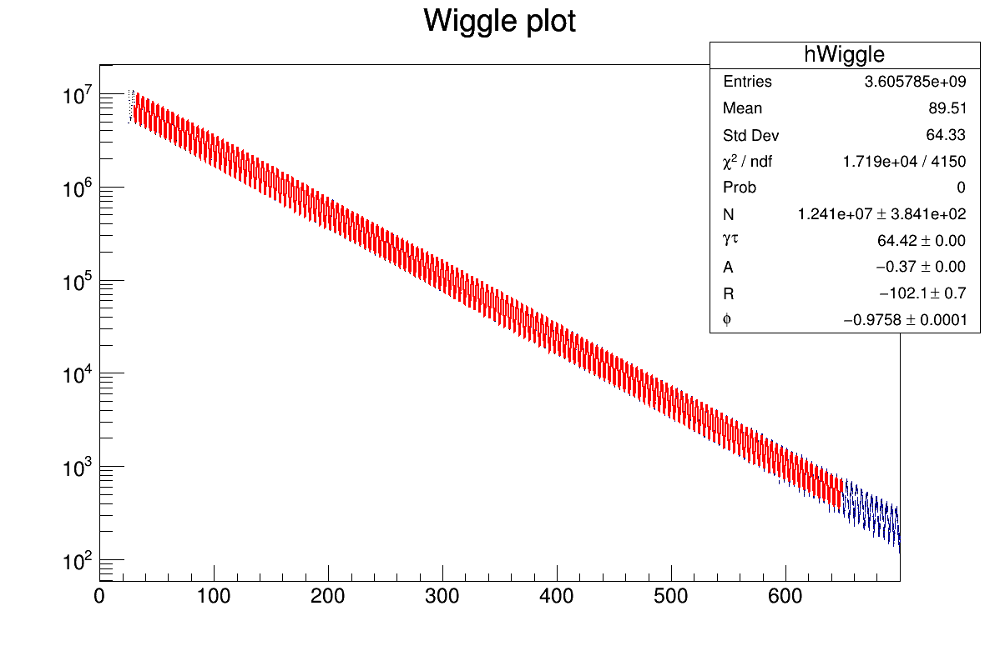 Wiggle plot
hWiggle
Entries 3.605785e+09
Mean 89.51
Std Dev 64.33
χ² / ndf 1.719e+04 / 4150
Prob 0
N 1.241e+07 ± 3.841e+02
γτ 64.42 ± 0.00
A −0.37 ± 0.00
R −102.1 ± 0.7
ϕ −0.9758 ± 0.0001
10⁷
10⁶
10⁵
10⁴
10³
10²
0 100 200 300 400 500 600